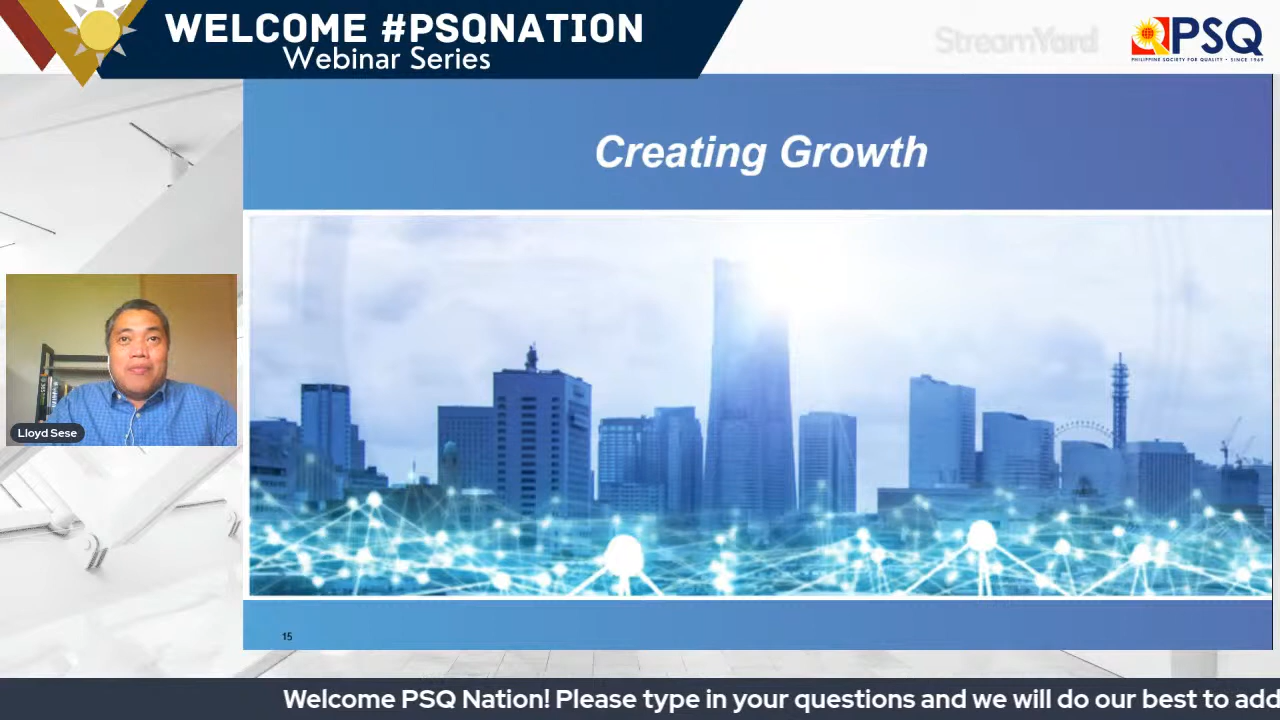 WELCOME #PSQNATION
Webinar Series
StreamYard
PSQ
PHILIPPINE SOCIETY FOR QUALITY • SINCE 1969
Creating Growth
Lloyd Sese
15
Welcome PSQ Nation! Please type in your questions and we will do our best to add